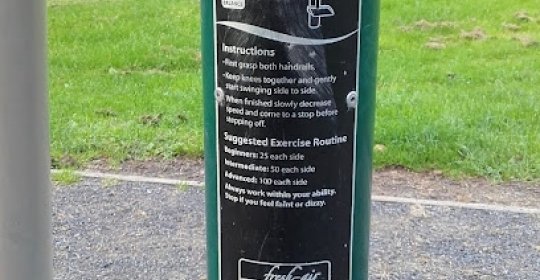 BALANCE
Instructions
-First grasp both handrails.
-Keep knees together and gently
start swinging side to side.
-When finished slowly decrease
speed and come to a stop before
stepping off.
Suggested Exercise Routine
Beginners: 25 each side
Intermediate: 50 each side
Advanced: 100 each side
Always work within your ability.
Stop if you feel faint or dizzy.
fresh-air